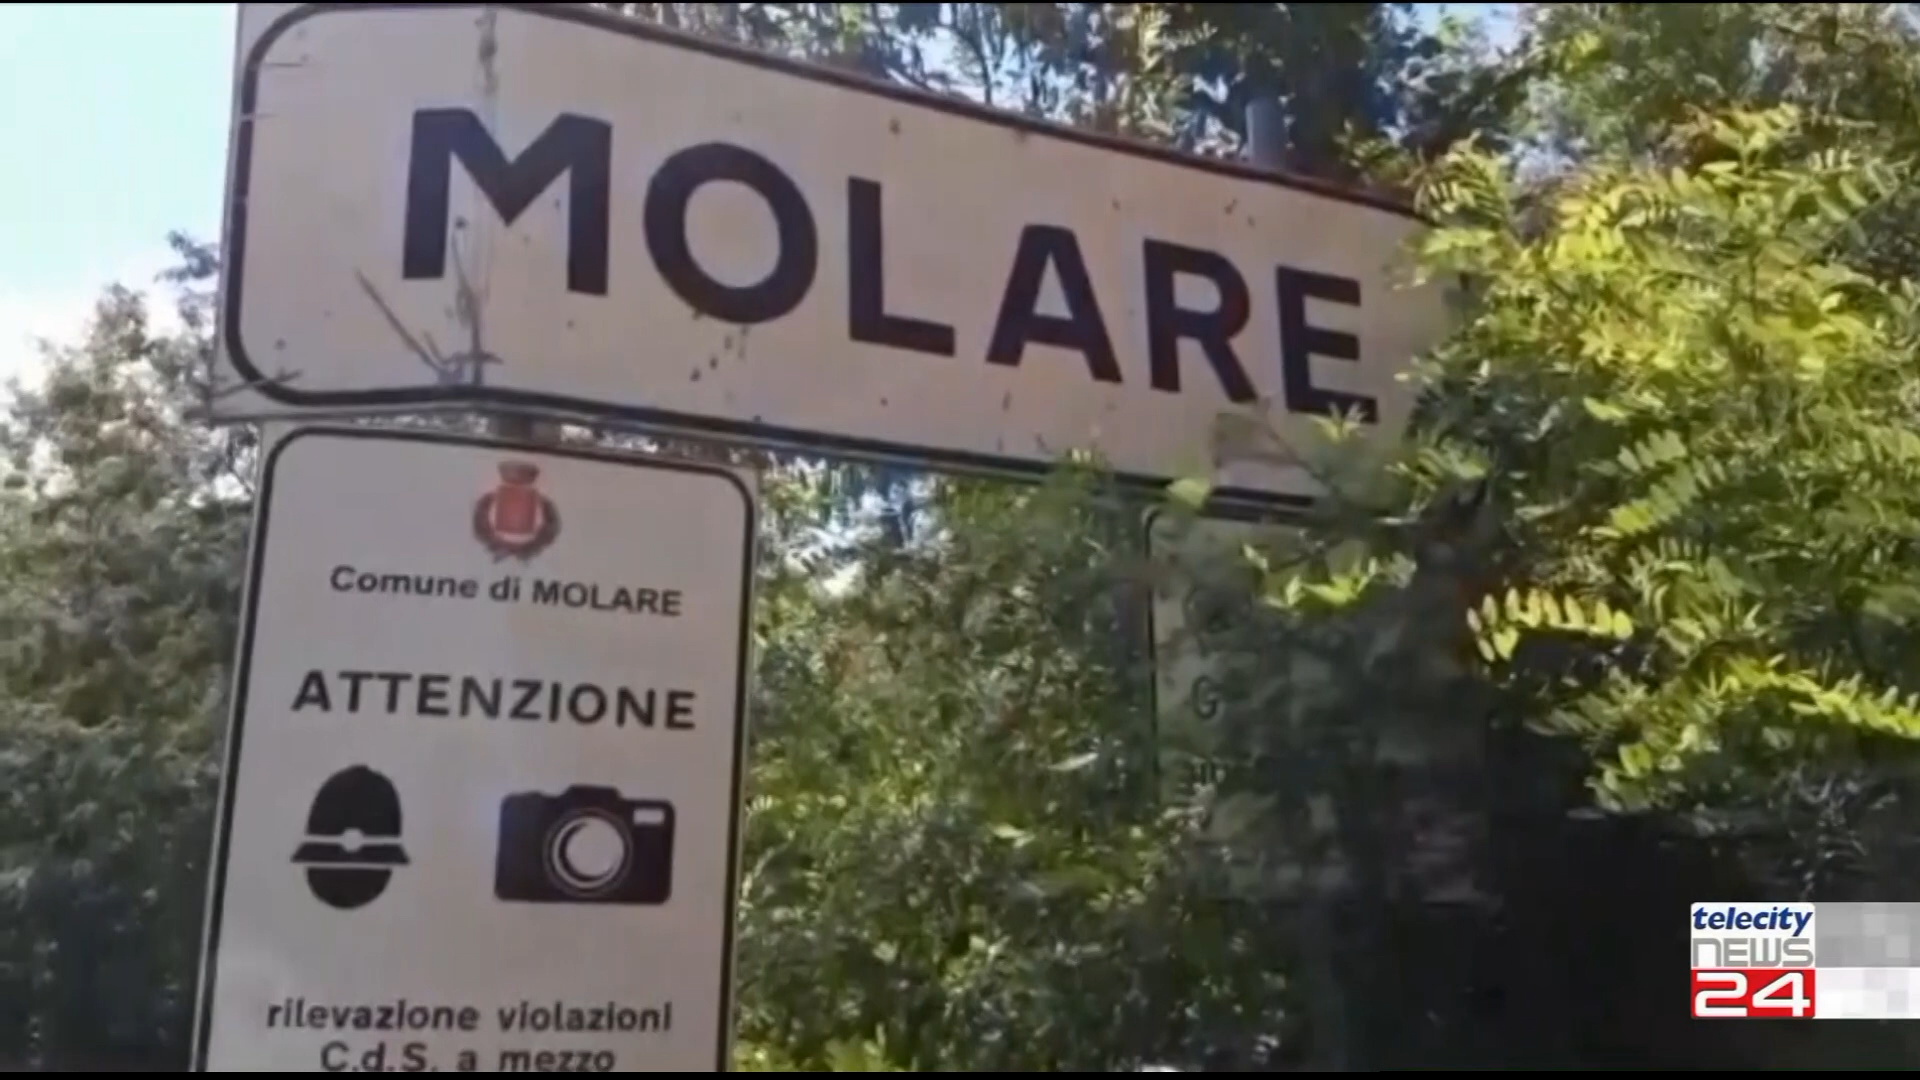 MOLARE
Comune di MOLARE
ATTENZIONE
rilevazione violazioni
C.d.S. a mezzo
telecity
NEWS
24